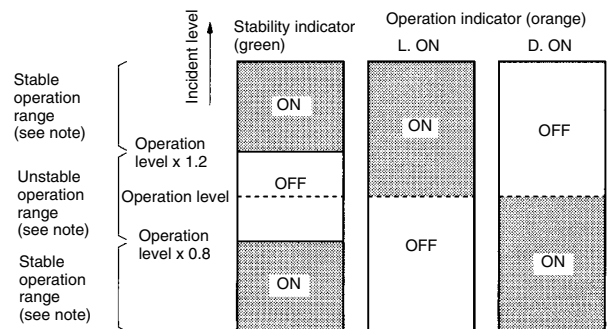 Stability indicator
(green)
Operation indicator (orange)
L. ON
D. ON
Incident level
Stable
operation
range
(see note)
ON
ON
OFF
Operation
level x 1.2
Unstable
operation
range
(see note)
Operation level
OFF
Operation
level x 0.8
OFF
Stable
operation
range
(see note)
ON
ON